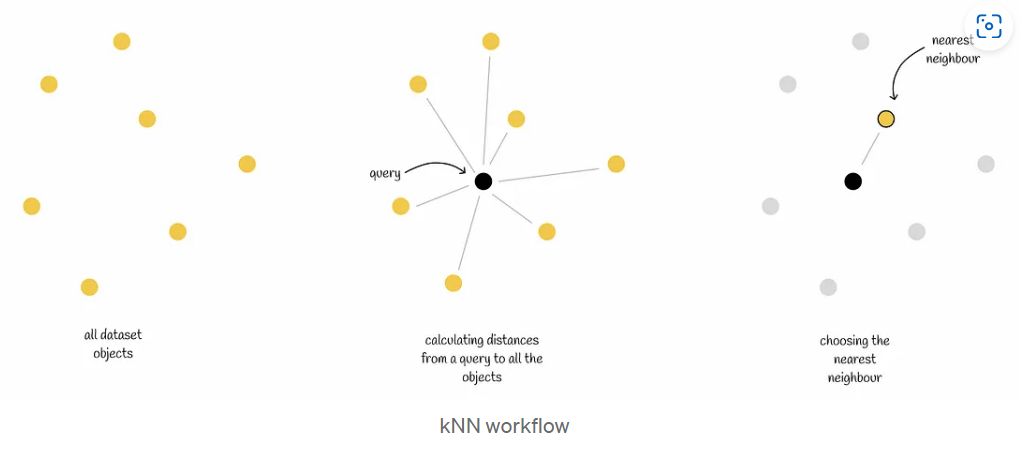 nearest
neighbour
query
all dataset
objects
calculating distances
from a query to all the
objects
choosing the
nearest
neighbour
kNN workflow